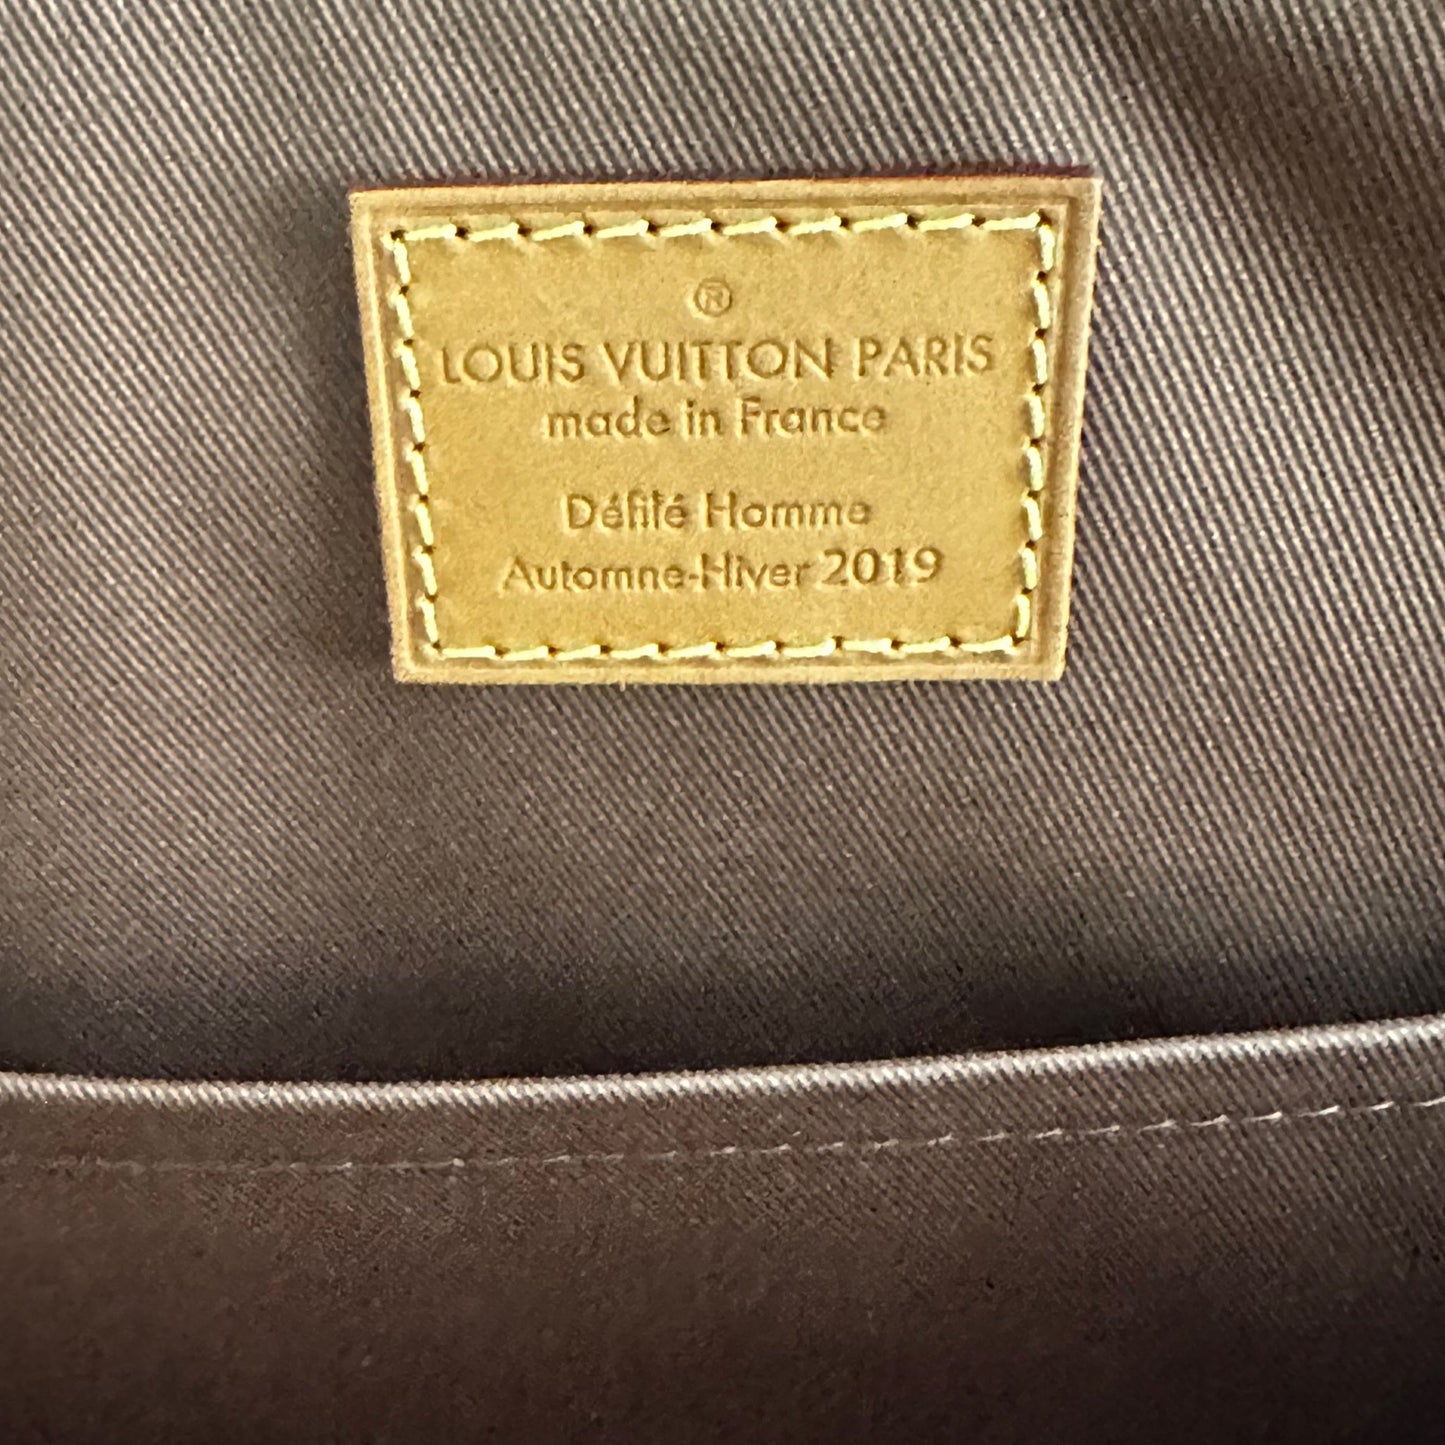 ®
LOUIS VUITTON PARIS
made in France
Défilé Homme
Automne-Hiver 2019